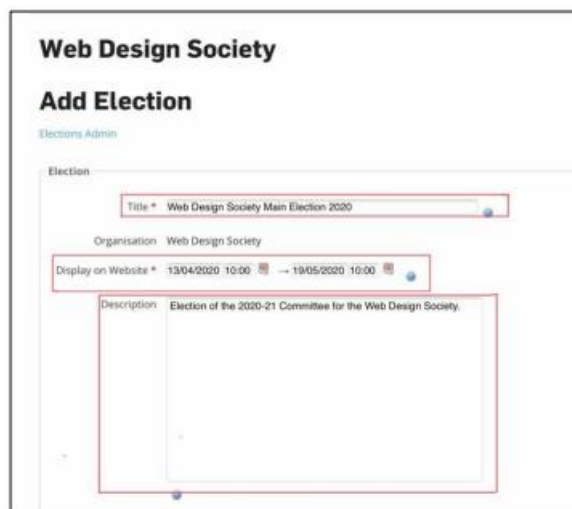 Web Design Society
Add Election
Elections Admin
Election
Title * Web Design Society Main Election 2020
Organisation Web Design Society
Display on Website * 13/04/2020 10:00 → 19/05/2020 10:00
Description Election of the 2020-21 Committee for the Web Design Society.